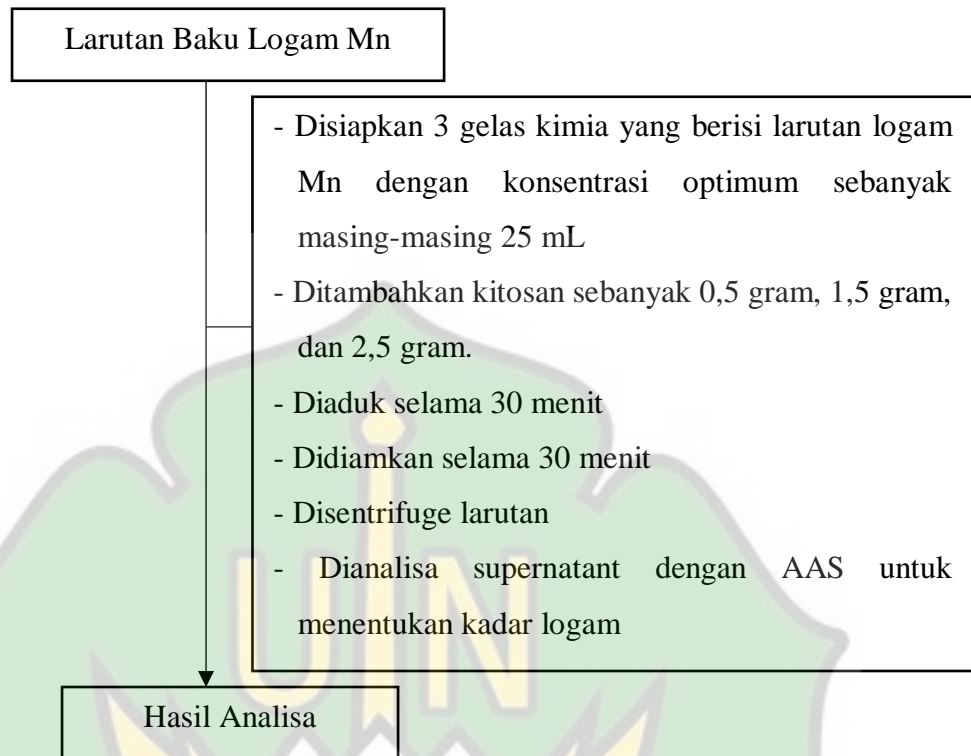 Larutan Baku Logam Mn
- Disiapkan 3 gelas kimia yang berisi larutan logam
Mn dengan konsentrasi optimum sebanyak
masing-masing 25 mL
- Ditambahkan kitosan sebanyak 0,5 gram, 1,5 gram,
dan 2,5 gram.
- Diaduk selama 30 menit
- Didiamkan selama 30 menit
- Disentrifuge larutan
- Dianalisa supernatant dengan AAS untuk
menentukan kadar logam
UIN
Hasil Analisa